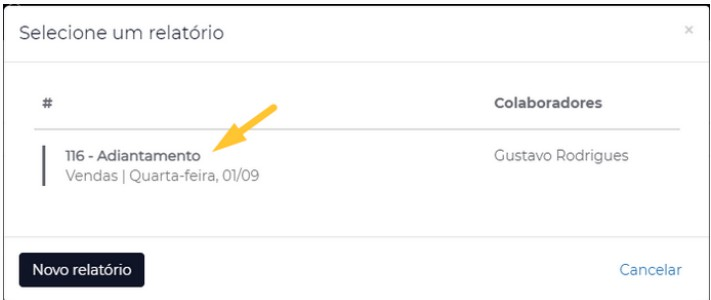 Selecione um relatório ×
# Colaboradores
116 - Adiantamento Gustavo Rodrigues
Vendas | Quarta-feira, 01/09
Novo relatório Cancelar